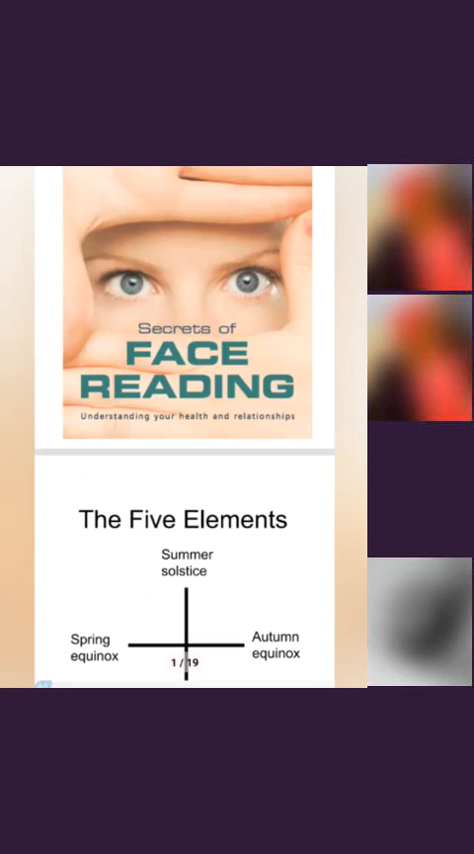 Secrets of
FACE
READING
Understanding your health and relationships
The Five Elements
Summer
solstice
Spring
equinox
Autumn
equinox
1 / 19